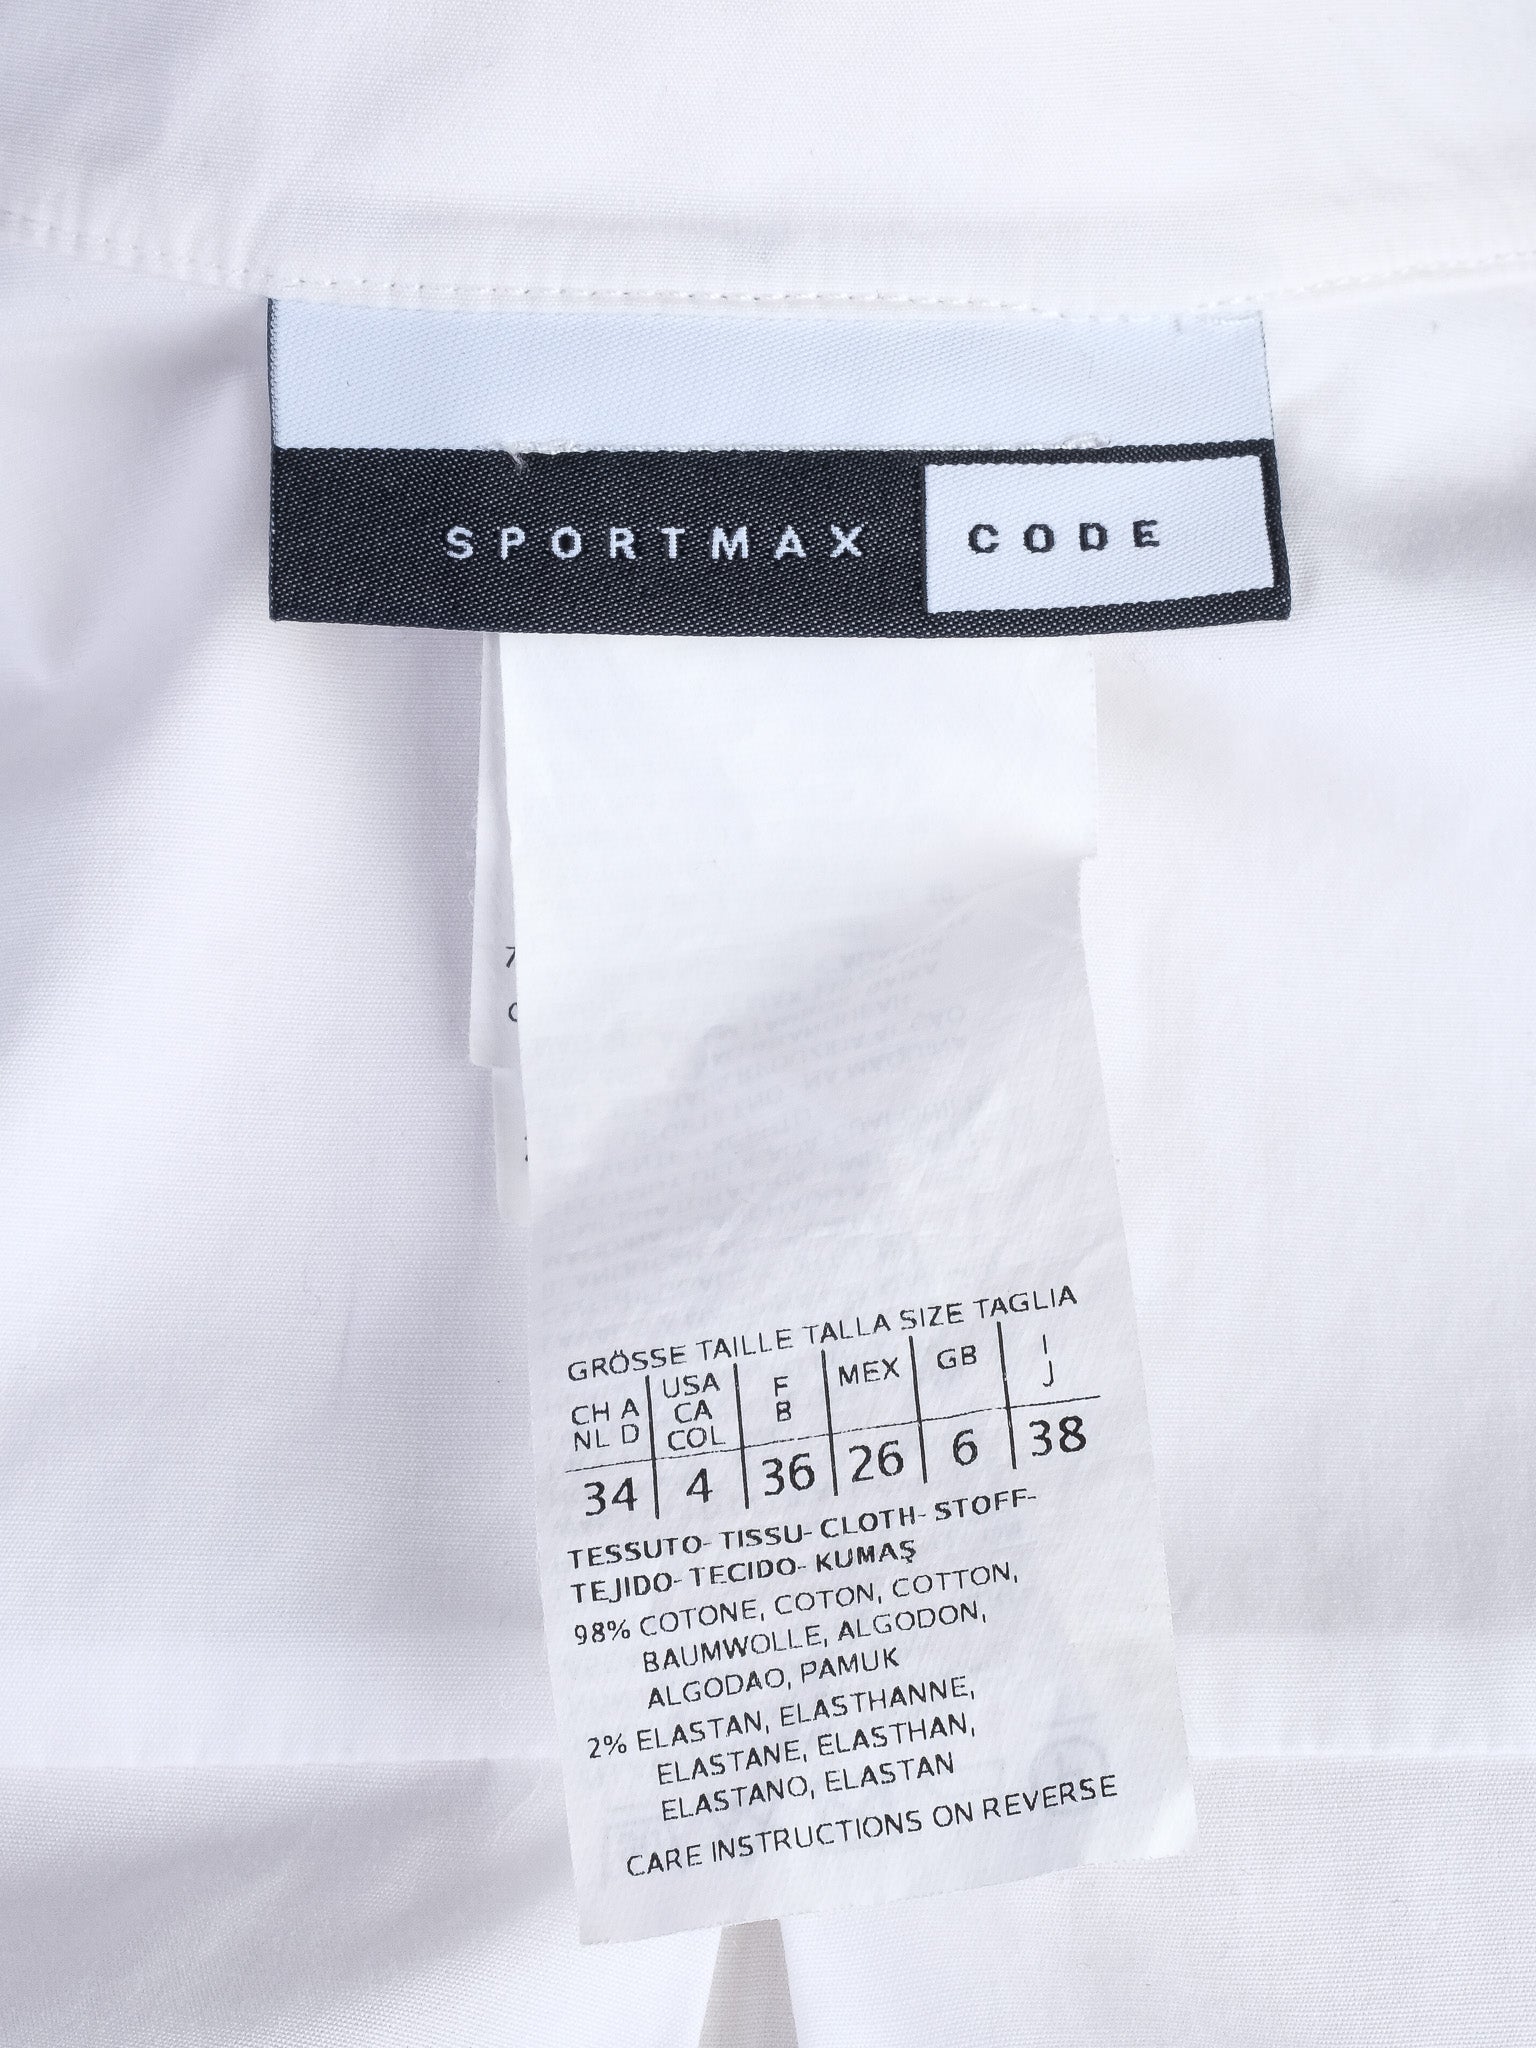 SPORTMAX CODE
GRÖSSE TAILLE TALLA SIZE TAGLIA
CH A NL D USA CA COL F B MEX GB I J
34 4 36 26 6 38
TESSUTO- TISSU- CLOTH- STOFF-
TEJIDO- TECIDO- KUMAŞ
98% COTONE, COTON, COTTON,
BAUMWOLLE, ALGODON,
ALGODAO, PAMUK
2% ELASTAN, ELASTHANNE,
ELASTANE, ELASTHAN,
ELASTANO, ELASTAN
CARE INSTRUCTIONS ON REVERSE